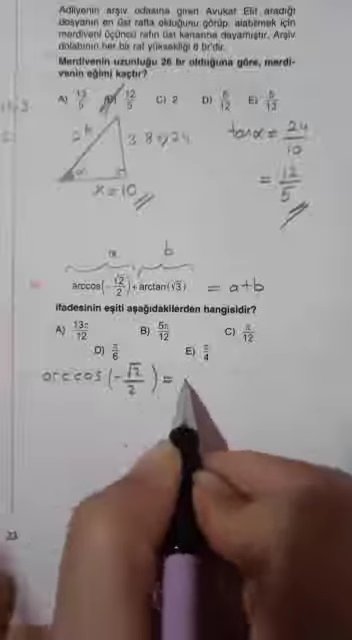 Adliyenin arşiv odasına giren Avukat Elif, aradığı
dosyanın en üst rafta olduğunu görüp, alabilmek için
merdiveni üçüncü rafın üst kenarına dayamıştır. Arşiv
dolabının her bir raf yüksekliği 8 br'dir.
Merdivenin uzunluğu 26 br olduğuna göre, merdi-
venin eğimi kaçtır?
A) 13/5 B) 12/5 C) 2 D) 5/12 E) 5/13
26 3.8=24 tanα = 24/10
α
x=10 = 12/5
a b
arccos(-√2/2)+arctan(√3) = a+b
ifadesinin eşiti aşağıdakilerden hangisidir?
A) 13π/12 B) 5π/12 C) π/12
D) π/6 E) π/4
arccos(-√2/2)=
23